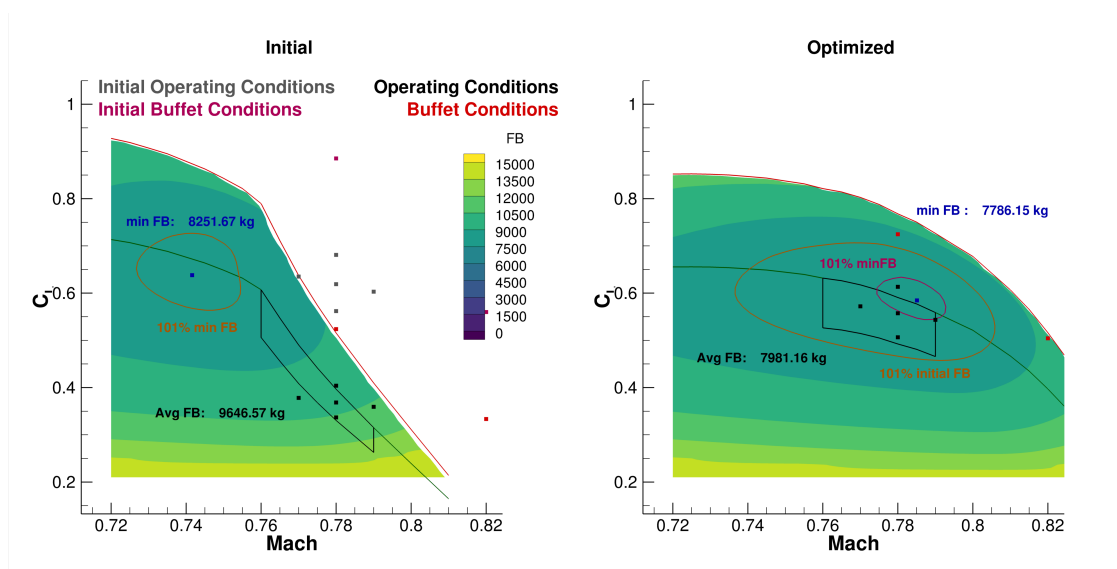 Initial
Initial Operating Conditions
Operating Conditions
Initial Buffet Conditions
Buffet Conditions
FB
15000
13500
12000
10500
9000
7500
6000
4500
3000
1500
0
min FB: 8251.67 kg
101% min FB
Avg FB: 9646.57 kg
1
0.8
0.6
0.4
0.2
CL
0.72
0.74
0.76
0.78
0.8
0.82
Mach
Optimized
min FB : 7786.15 kg
101% minFB
Avg FB: 7981.16 kg
101% initial FB
1
0.8
0.6
0.4
0.2
CL
0.72
0.74
0.76
0.78
0.8
0.82
Mach